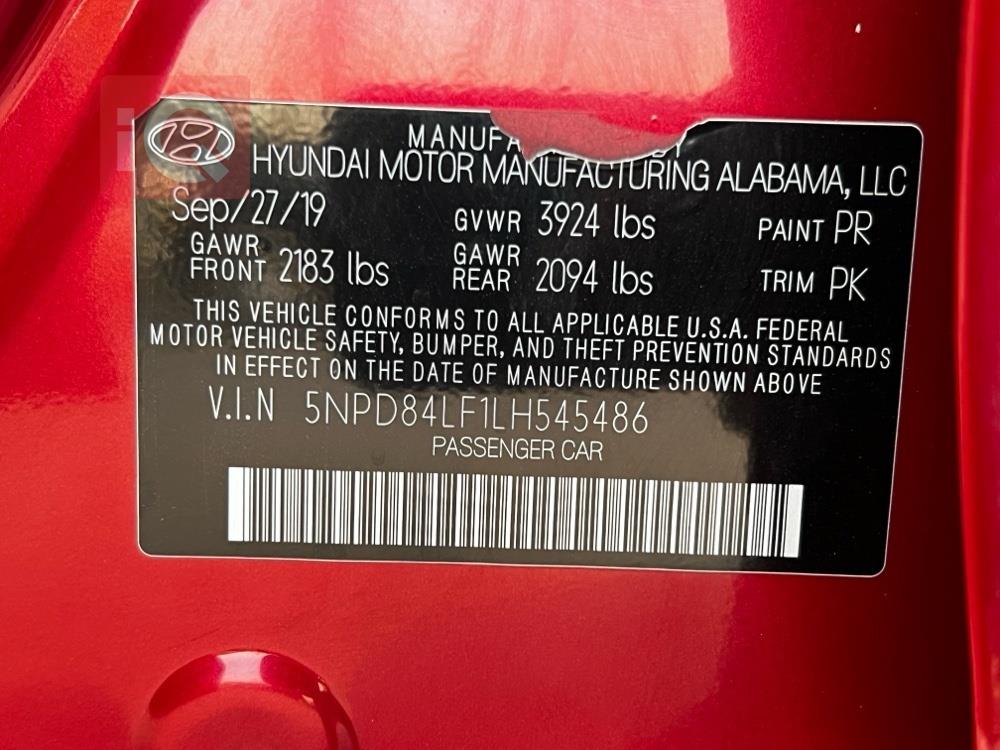 MANUFA Y
HYUNDAI MOTOR MANUFACTURING ALABAMA, LLC
Sep/27/19 GVWR 3924 lbs PAINT PR
GAWR FRONT 2183 lbs GAWR REAR 2094 lbs TRIM PK
THIS VEHICLE CONFORMS TO ALL APPLICABLE U.S.A. FEDERAL
MOTOR VEHICLE SAFETY, BUMPER, AND THEFT PREVENTION STANDARDS
IN EFFECT ON THE DATE OF MANUFACTURE SHOWN ABOVE
V.I.N 5NPD84LF1LH545486
PASSENGER CAR